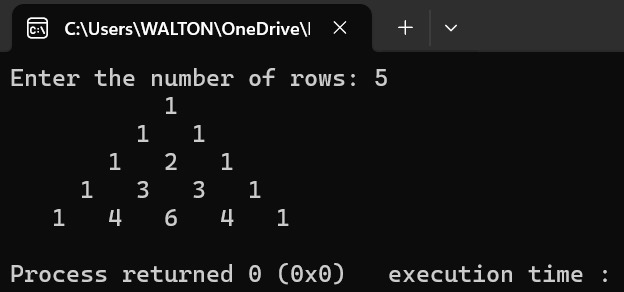 C:\Users\WALTON\OneDrive\I
Enter the number of rows: 5
           1
         1   1
       1   2   1
     1   3   3   1
   1   4   6   4   1
Process returned 0 (0x0)   execution time :